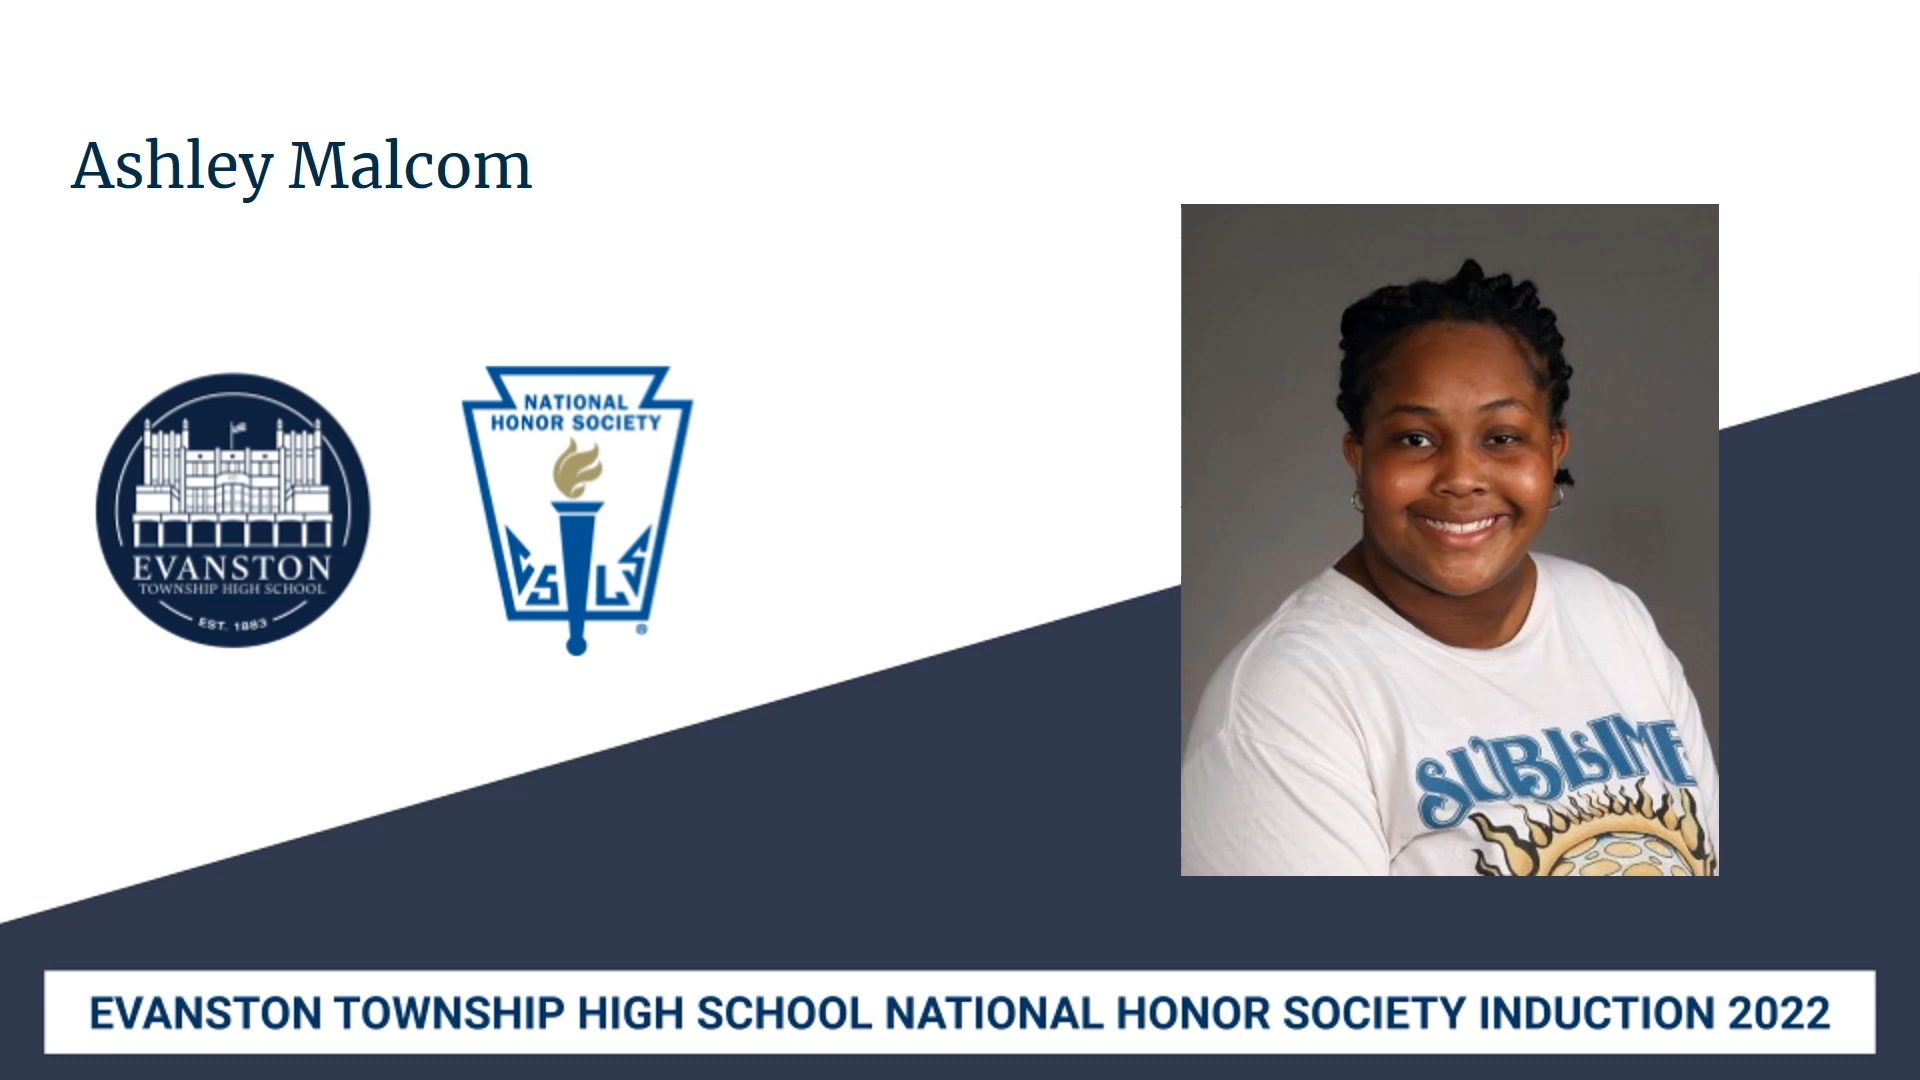 Ashley Malcom
EVANSTON
TOWNSHIP HIGH SCHOOL
EST. 1883
NATIONAL
HONOR SOCIETY
C S L S
®
SUBLIME
EVANSTON TOWNSHIP HIGH SCHOOL NATIONAL HONOR SOCIETY INDUCTION 2022